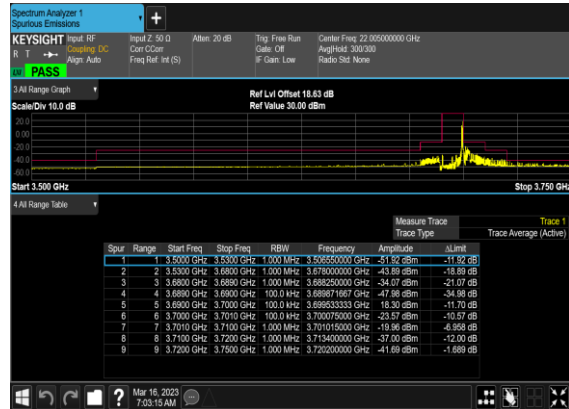 Spectrum Analyzer 1
Spurious Emissions
KEYSIGHT Input: RF Input Z: 50 Ω Atten: 20 dB Trig: Free Run Center Freq: 22.005000000 GHz
R T Coupling: DC Corr CCorr Gate: Off Avg|Hold: 300/300
Align: Auto Freq Ref: Int (S) IF Gain: Low Radio Std: None
LW PASS
3 All Range Graph Ref Lvl Offset 18.63 dB
Scale/Div 10.0 dB Ref Value 30.00 dBm
20.0
0.00
-20.0
-40.0
-60.0
Start 3.500 GHz Stop 3.750 GHz
4 All Range Table
Measure Trace Trace 1
Trace Type Trace Average (Active)
Spur Range Start Freq Stop Freq RBW Frequency Amplitude ΔLimit
1 1 3.5000 GHz 3.5300 GHz 1.000 MHz 3.506550000 GHz -51.92 dBm -11.92 dB
2 2 3.5300 GHz 3.6800 GHz 1.000 MHz 3.678000000 GHz -43.89 dBm -18.89 dB
3 3 3.6800 GHz 3.6890 GHz 1.000 MHz 3.688250000 GHz -34.07 dBm -21.07 dB
4 4 3.6890 GHz 3.6900 GHz 100.0 kHz 3.689871667 GHz -47.98 dBm -34.98 dB
5 5 3.6900 GHz 3.7000 GHz 100.0 kHz 3.699533333 GHz 18.30 dBm -11.70 dB
6 6 3.7000 GHz 3.7010 GHz 100.0 kHz 3.700075000 GHz -23.57 dBm -10.57 dB
7 7 3.7010 GHz 3.7100 GHz 1.000 MHz 3.701015000 GHz -19.96 dBm -6.958 dB
8 8 3.7100 GHz 3.7200 GHz 1.000 MHz 3.713400000 GHz -37.00 dBm -12.00 dB
9 9 3.7200 GHz 3.7500 GHz 1.000 MHz 3.720200000 GHz -41.69 dBm -1.689 dB
? Mar 16, 2023
7:03:15 AM